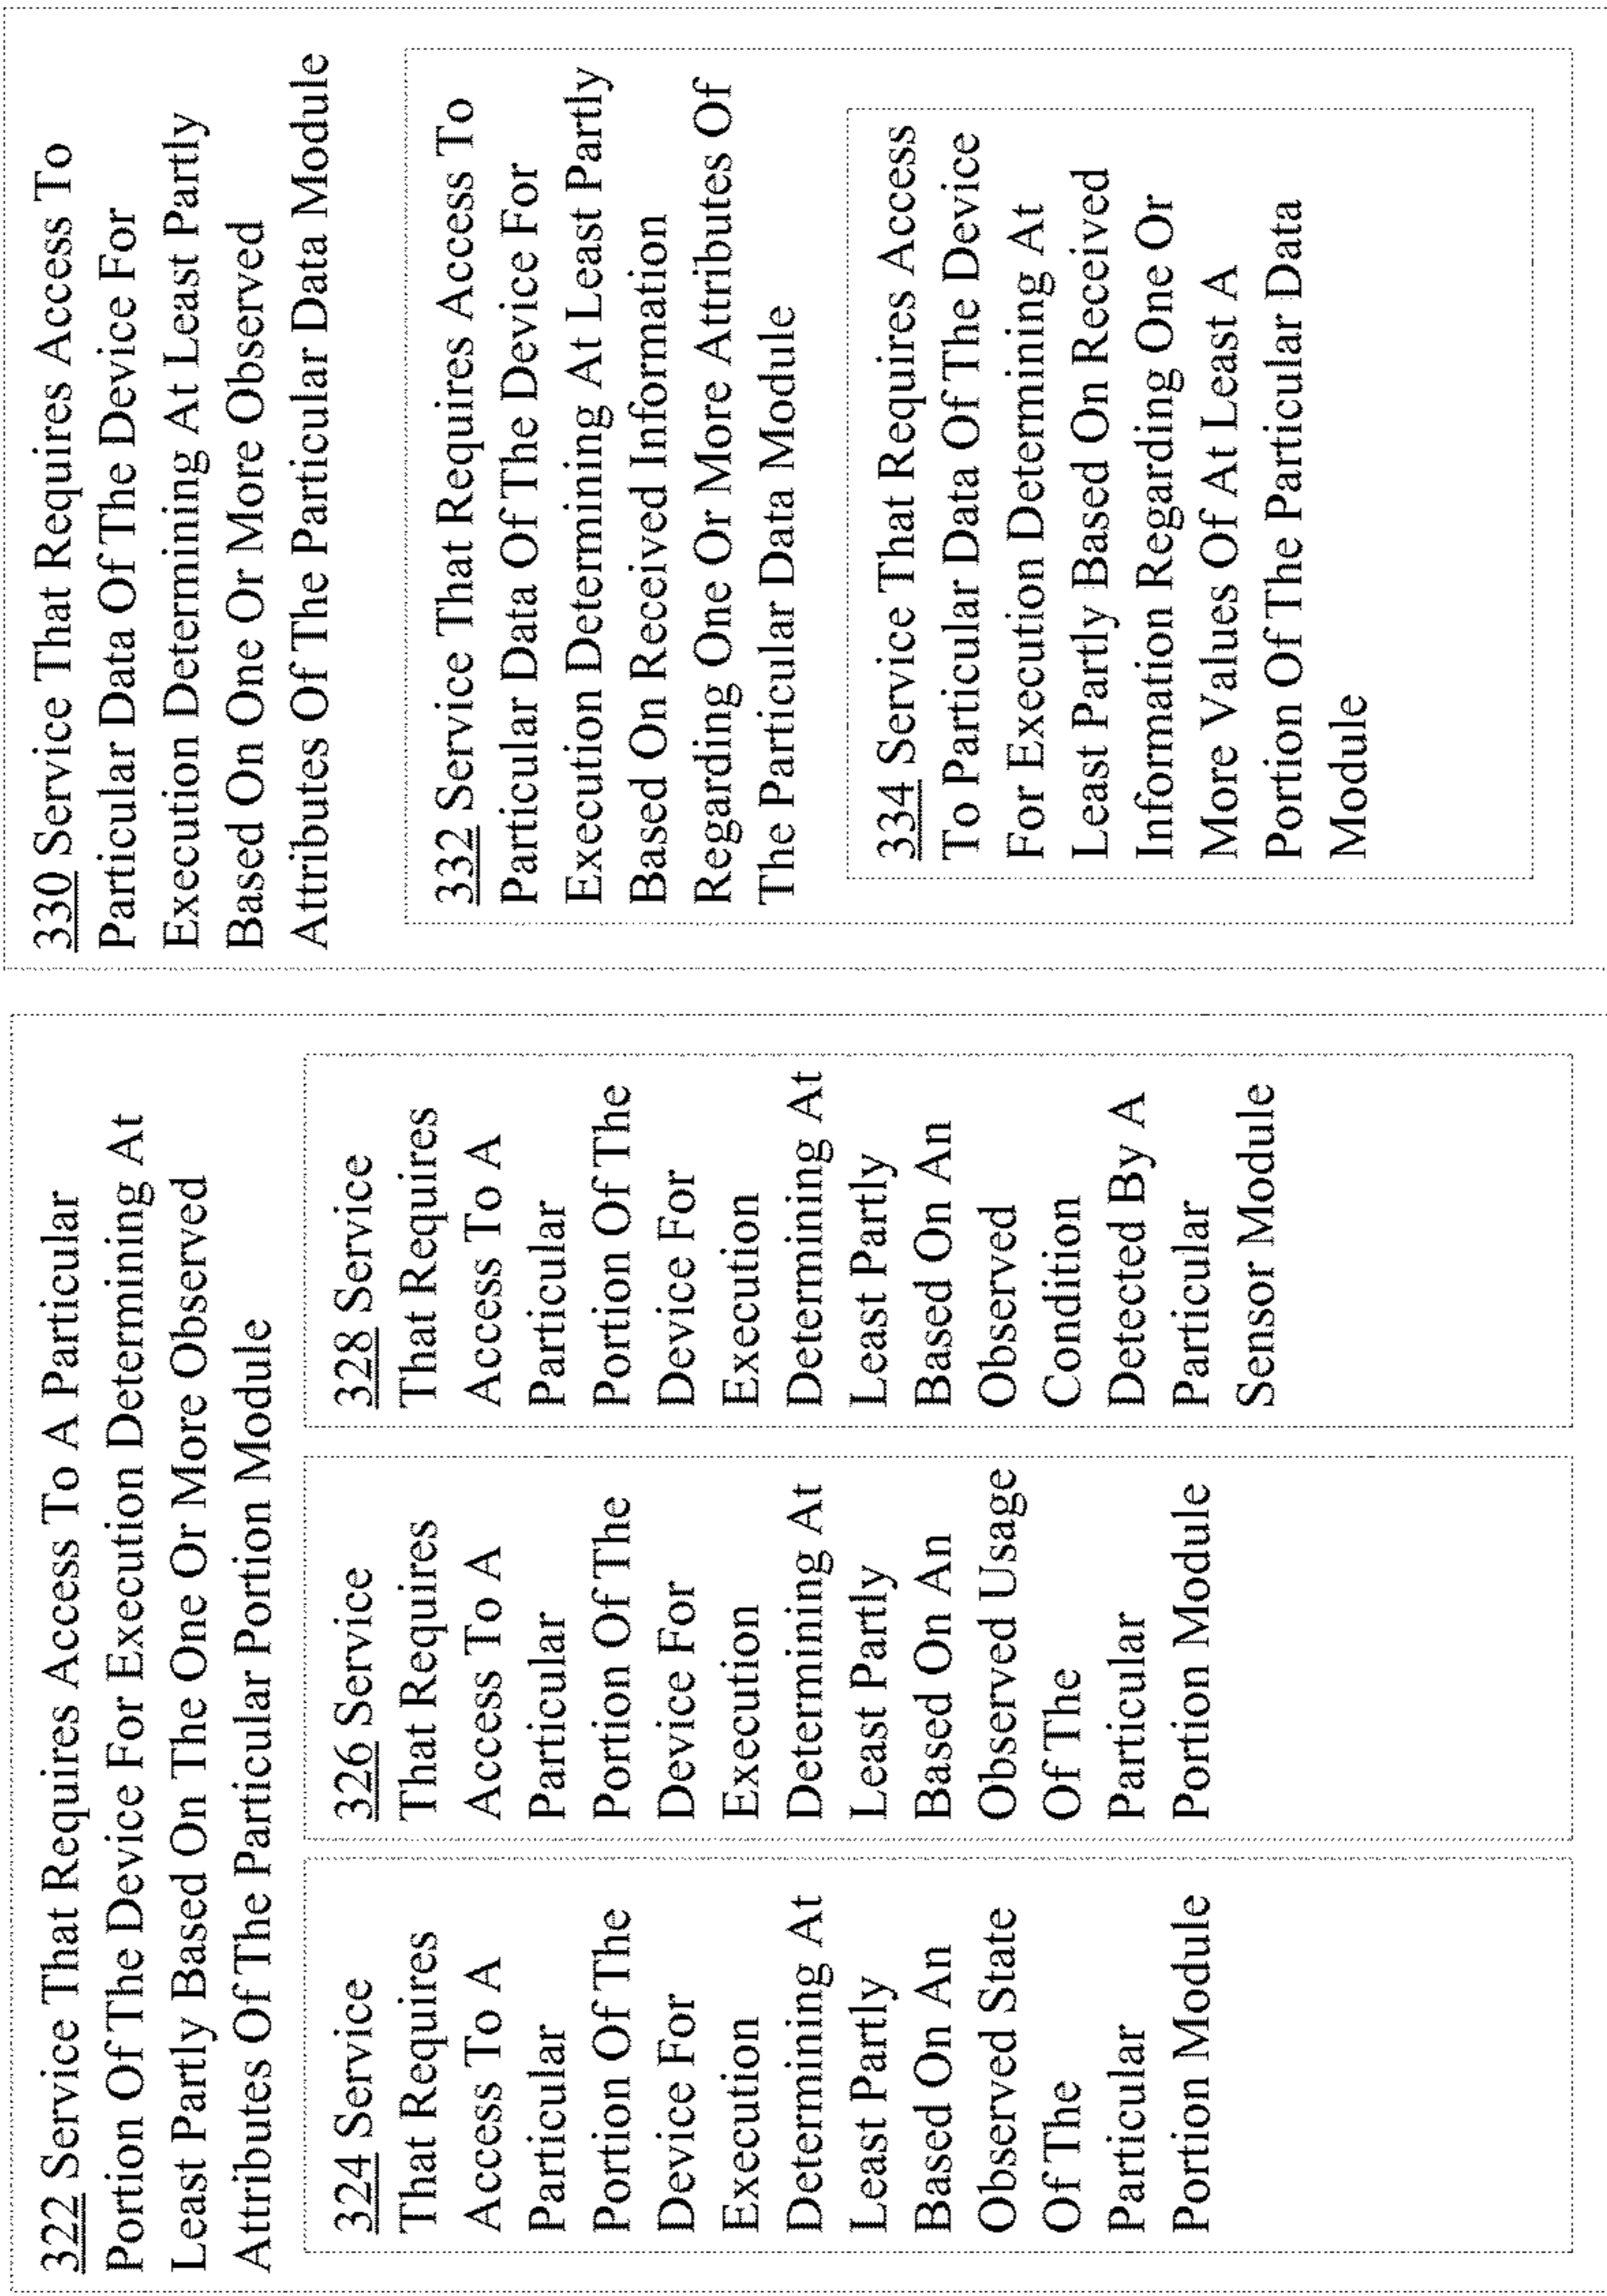 322 Service That Requires Access To A Particular
Portion Of The Device For Execution Determining At
Least Partly Based On The One Or More Observed
Attributes Of The Particular Portion Module
324 Service
That Requires
Access To A
Particular
Portion Of The
Device For
Execution
Determining At
Least Partly
Based On An
Observed State
Of The
Particular
Portion Module
326 Service
That Requires
Access To A
Particular
Portion Of The
Device For
Execution
Determining At
Least Partly
Based On An
Observed Usage
Of The
Particular
Portion Module
328 Service
That Requires
Access To A
Particular
Portion Of The
Device For
Execution
Determining At
Least Partly
Based On An
Observed
Condition
Detected By A
Particular
Sensor Module
330 Service That Requires Access To
Particular Data Of The Device For
Execution Determining At Least Partly
Based On One Or More Observed
Attributes Of The Particular Data Module
332 Service That Requires Access To
Particular Data Of The Device For
Execution Determining At Least Partly
Based On Received Information
Regarding One Or More Attributes Of
The Particular Data Module
334 Service That Requires Access
To Particular Data Of The Device
For Execution Determining At
Least Partly Based On Received
Information Regarding One Or
More Values Of At Least A
Portion Of The Particular Data
Module